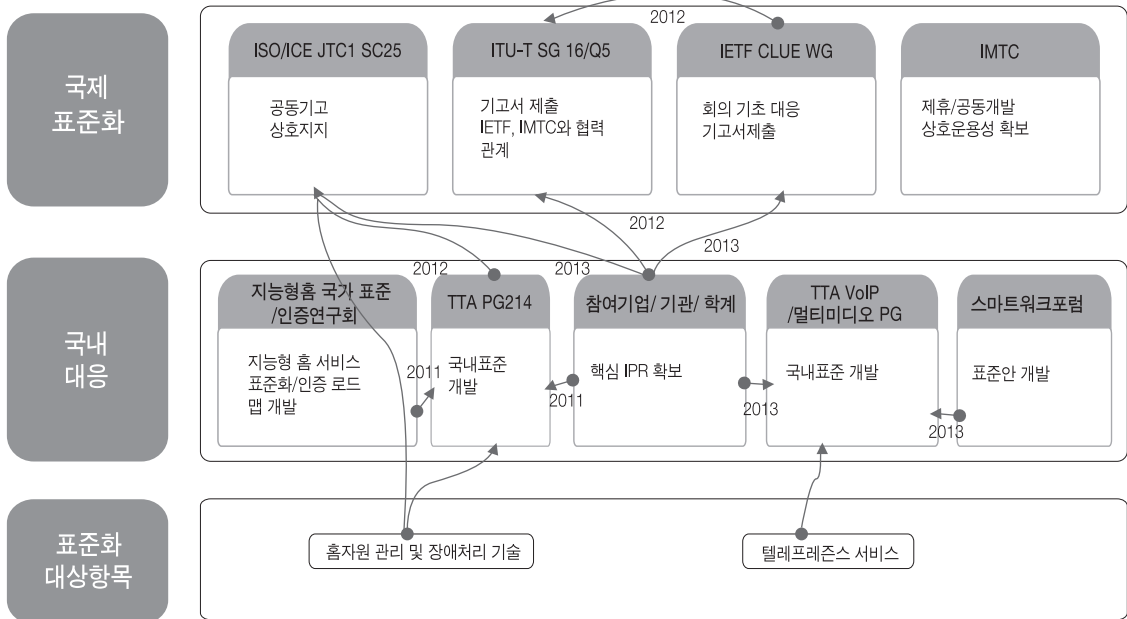 국제
표준화
2012
ISO/ICE JTC1 SC25
공동기고
상호지지
ITU-T SG 16/Q5
기고서 제출
IETF, IMTC와 협력
관계
IETF CLUE WG
회의 기초 대응
기고서제출
IMTC
제휴/공동개발
상호운용성 확보
2012
2013
2012
2013
국내
대응
지능형홈 국가 표준
/인증연구회
지능형 홈 서비스
표준화/인증 로드
맵 개발
2011
TTA PG214
국내표준
개발
2011
참여기업/ 기관/ 학계
핵심 IPR 확보
2013
TTA VoIP
/멀티미디오 PG
국내표준 개발
2013
스마트워크포럼
표준안 개발
표준화
대상항목
홈자원 관리 및 장애처리 기술
텔레프레즌스 서비스